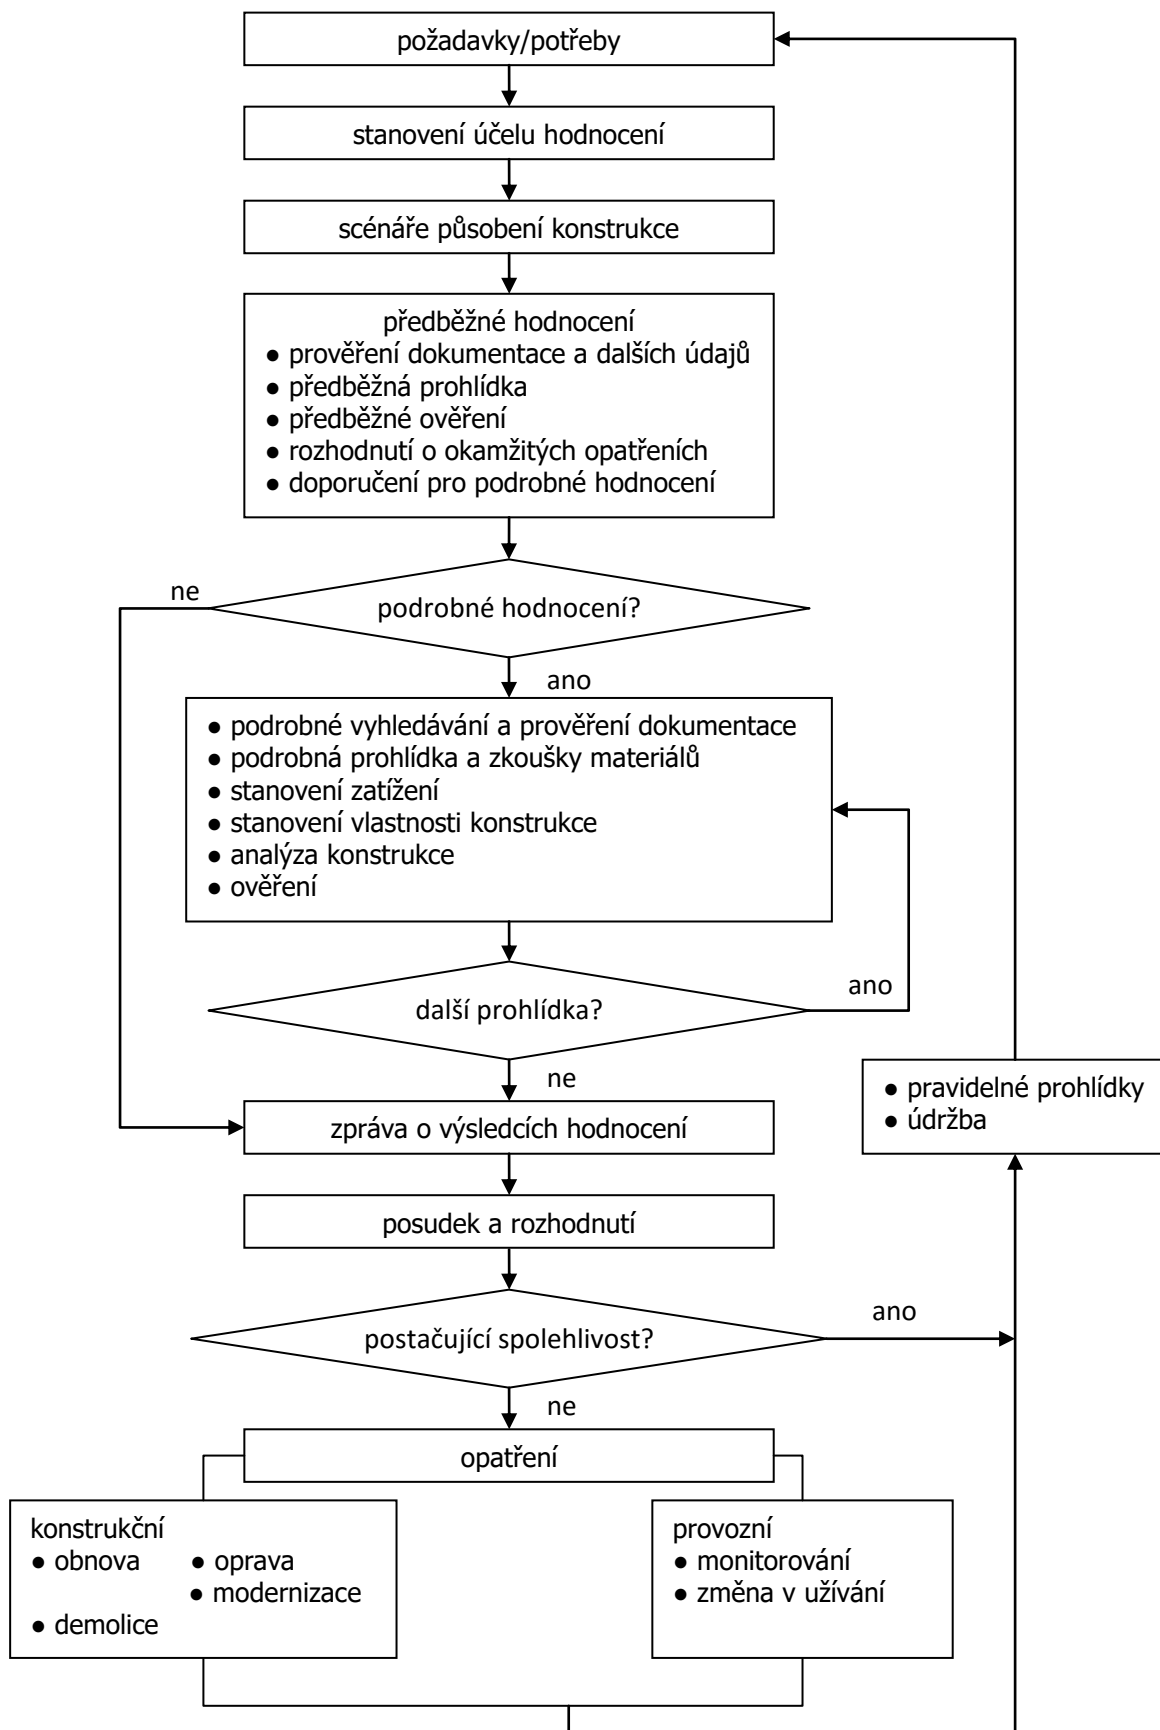 požadavky/potřeby
stanovení účelu hodnocení
scénáře působení konstrukce
předběžné hodnocení
● prověření dokumentace a dalších údajů
● předběžná prohlídka
● předběžné ověření
● rozhodnutí o okamžitých opatřeních
● doporučení pro podrobné hodnocení
ne
podrobné hodnocení?
ano
● podrobné vyhledávání a prověření dokumentace
● podrobná prohlídka a zkoušky materiálů
● stanovení zatížení
● stanovení vlastnosti konstrukce
● analýza konstrukce
● ověření
další prohlídka?
ano
ne
● pravidelné prohlídky
● údržba
zpráva o výsledcích hodnocení
posudek a rozhodnutí
postačující spolehlivost?
ano
ne
opatření
konstrukční
● obnova ● oprava
● modernizace
● demolice
provozní
● monitorování
● změna v užívání